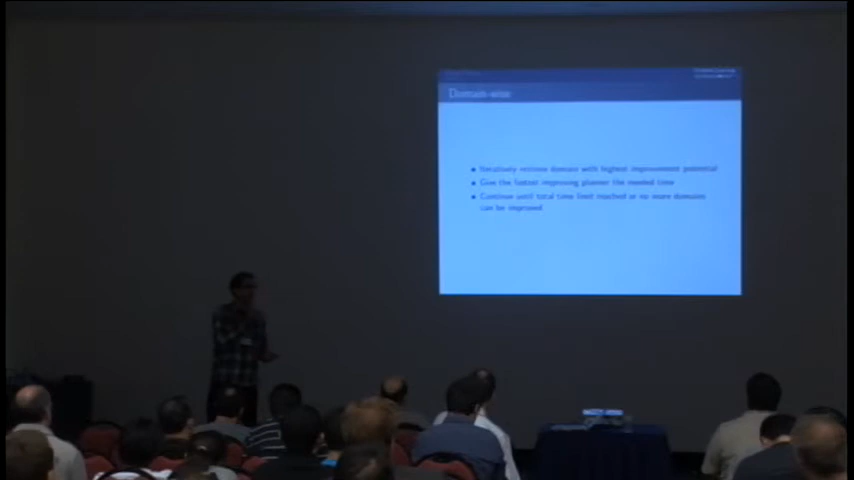 Domain-wise
Iteratively retrieve domain with highest improvement potential
Give the fastest improving planner the needed time
Continue until total time limit reached or no more domains
can be improved